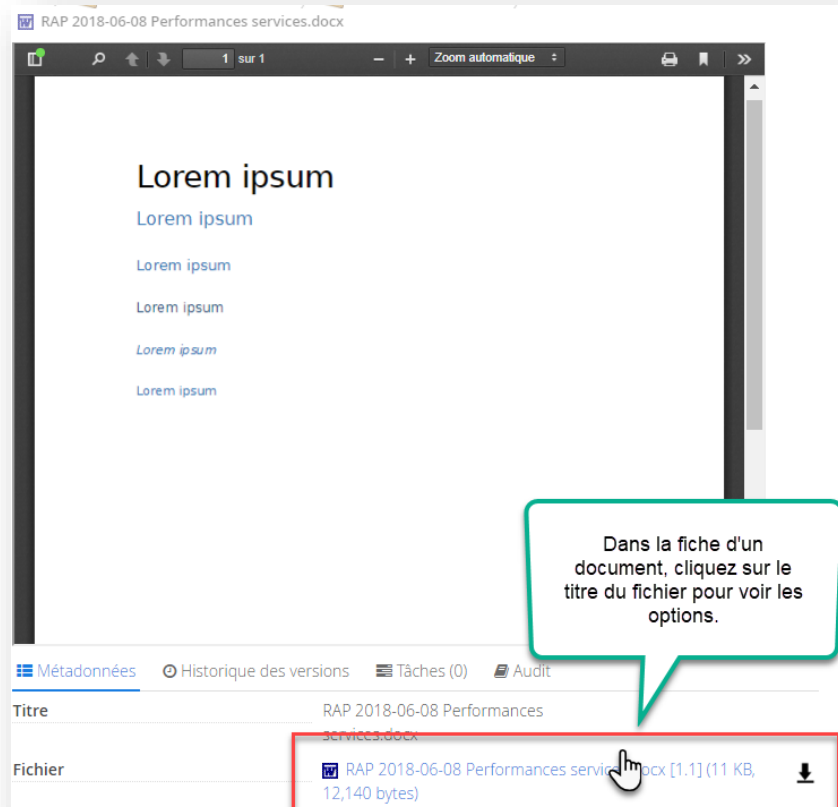 RAP 2018-06-08 Performances services.docx
1 sur 1 − + Zoom automatique
Lorem ipsum
Lorem ipsum
Lorem ipsum
Lorem ipsum
Lorem ipsum
Lorem ipsum
Dans la fiche d'un
document, cliquez sur le
titre du fichier pour voir les
options.
Métadonnées Historique des versions Tâches (0) Audit
Titre RAP 2018-06-08 Performances
services.docx
Fichier RAP 2018-06-08 Performances services.docx [1.1] (11 KB,
12,140 bytes)